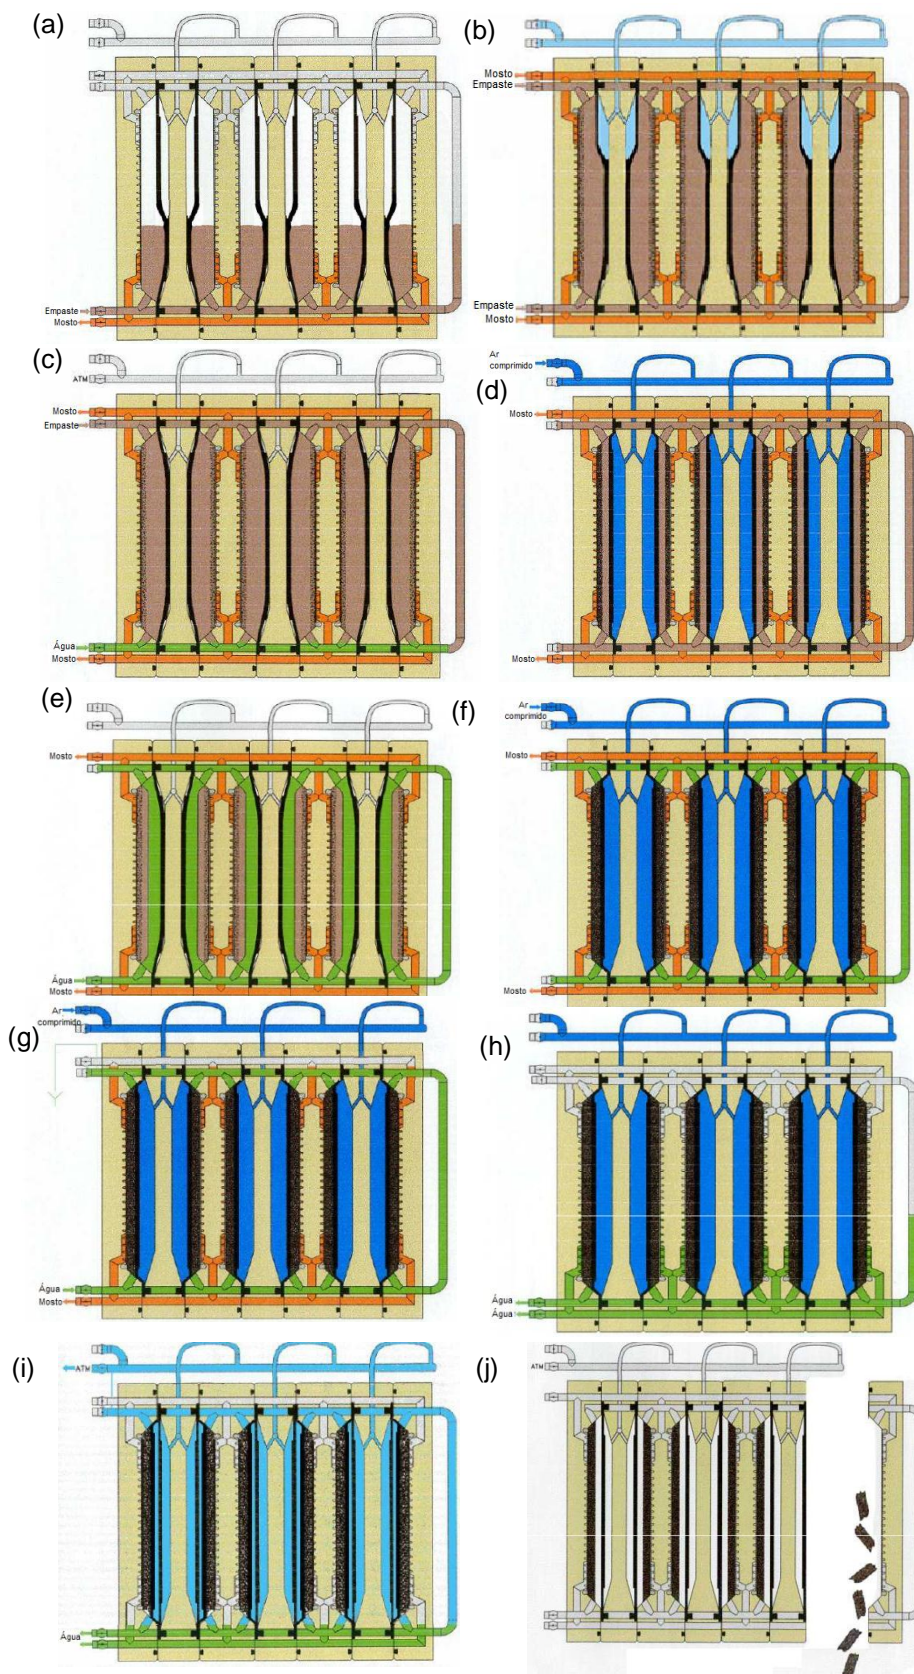 (a)
Empaste
Mosto
(b)
Mosto
Empaste
Empaste
Mosto
(c)
ATM
Mosto
Empaste
Água
Mosto
(d)
Ar
comprimido
Mosto
Mosto
(e)
Mosto
Água
Mosto
(f)
Ar
comprimido
Mosto
Mosto
(g)
Ar
comprimido
Água
Mosto
(h)
Água
Água
(i)
ATM
Água
(j)
ATM